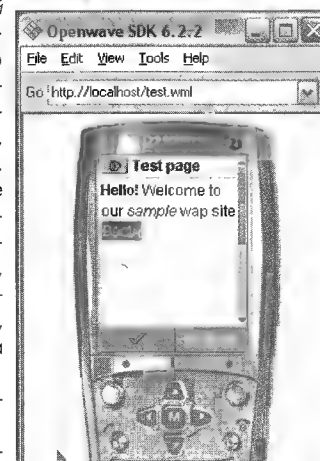 Openwave SDK 6.2.2
File Edit View Tools Help
Go http://localhost/test.wml
Test page
Hello! Welcome to
our sample wap site